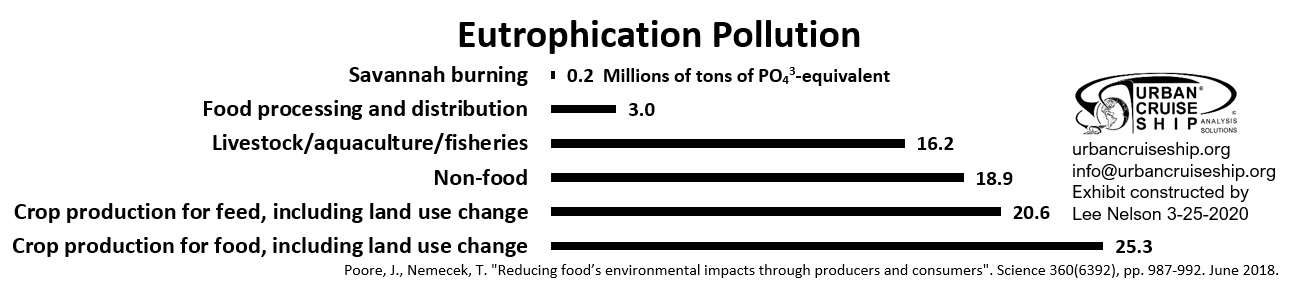 Eutrophication Pollution
Savannah burning 0.2 Millions of tons of PO₄³-equivalent
Food processing and distribution 3.0
Livestock/aquaculture/fisheries 16.2
Non-food 18.9
Crop production for feed, including land use change 20.6
Crop production for food, including land use change 25.3
URBAN®
CRUISE
SHIP ANALYSIS
SOLUTIONS
urbancruiseship.org
info@urbancruiseship.org
Exhibit constructed by
Lee Nelson 3-25-2020
Poore, J., Nemecek, T. "Reducing food’s environmental impacts through producers and consumers". Science 360(6392), pp. 987-992. June 2018.